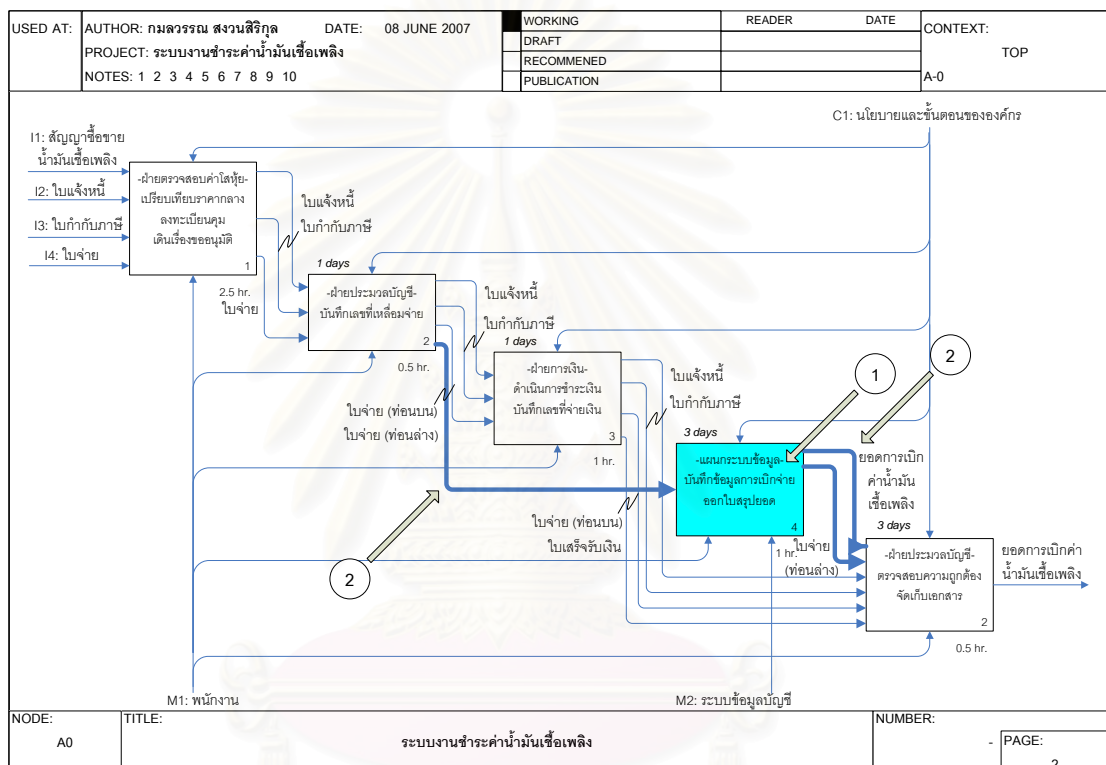 USED AT:
AUTHOR: กมลวรรณ สงวนสิริกุล DATE: 08 JUNE 2007
PROJECT: ระบบงานชำระค่าน้ำมันเชื้อเพลิง
NOTES: 1 2 3 4 5 6 7 8 9 10
WORKING
DRAFT
RECOMMENED
PUBLICATION
READER DATE
CONTEXT:
TOP
A-0
C1: นโยบายและขั้นตอนขององค์กร
I1: สัญญาซื้อขาย
น้ำมันเชื้อเพลิง
I2: ใบแจ้งหนี้
I3: ใบกำกับภาษี
I4: ใบจ่าย
-ฝ่ายตรวจสอบค่าโสหุ้ย-
เปรียบเทียบราคากลาง
ลงทะเบียนคุม
เดินเรื่องขออนุมัติ
1
2.5 hr.
ใบแจ้งหนี้
ใบกำกับภาษี
ใบจ่าย
1 days
-ฝ่ายประมวลบัญชี-
บันทึกเลขที่เหลื่อมจ่าย
2
0.5 hr.
ใบแจ้งหนี้
ใบกำกับภาษี
ใบจ่าย (ท่อนบน)
ใบจ่าย (ท่อนล่าง)
1 days
-ฝ่ายการเงิน-
ดำเนินการชำระเงิน
บันทึกเลขที่จ่ายเงิน
3
1 hr.
ใบแจ้งหนี้
ใบกำกับภาษี
ใบจ่าย (ท่อนบน)
ใบเสร็จรับเงิน
1
2
2
3 days
-แผนกระบบข้อมูล-
บันทึกข้อมูลการเบิกจ่าย
ออกใบสรุปยอด
4
1 hr.
ยอดการเบิก
ค่าน้ำมัน
เชื้อเพลิง
ใบจ่าย
(ท่อนล่าง)
3 days
-ฝ่ายประมวลบัญชี-
ตรวจสอบความถูกต้อง
จัดเก็บเอกสาร
2
0.5 hr.
ยอดการเบิกค่า
น้ำมันเชื้อเพลิง
M1: พนักงาน
M2: ระบบข้อมูลบัญชี
NODE:
A0
TITLE:
ระบบงานชำระค่าน้ำมันเชื้อเพลิง
NUMBER:
-
PAGE:
2